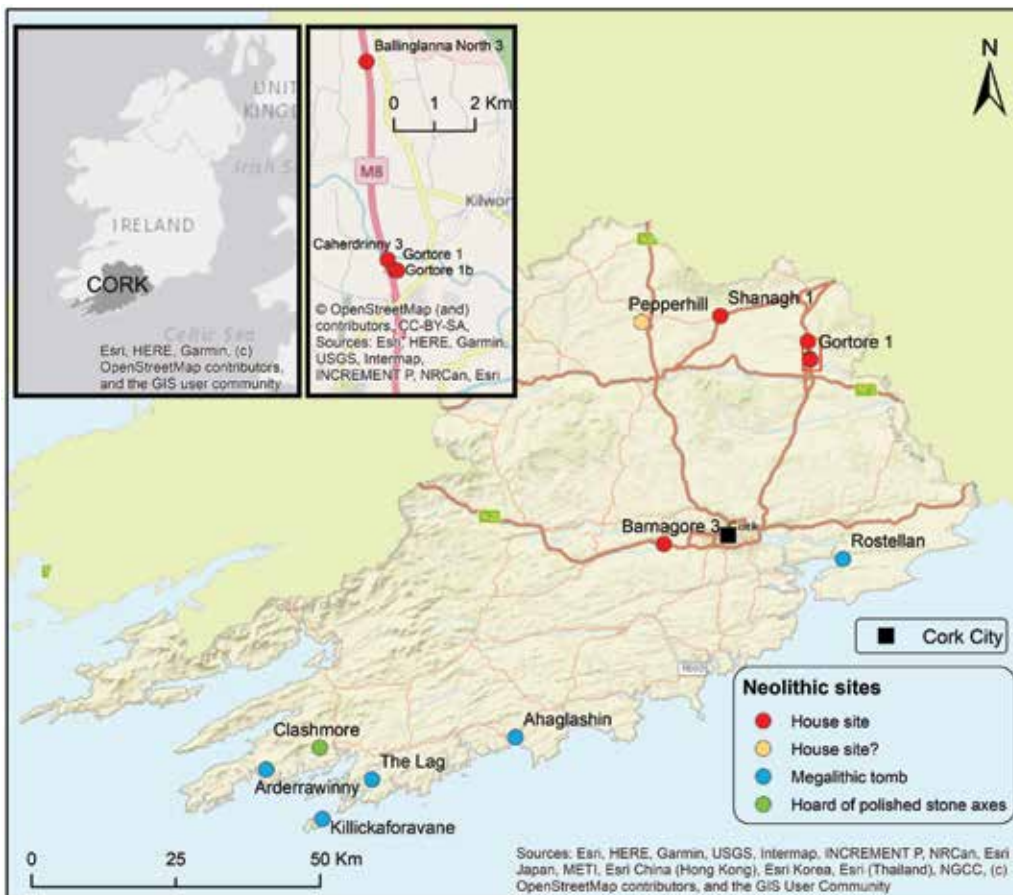 UNIT
KINGD
Irish S
IRELAND
CORK
Celtic Sea
Esri, HERE, Garmin, (c)
OpenStreetMap contributors,
and the GIS user community
Ballinglanna North 3
0 1 2 Km
M8
Kilwor
Caherdrinny 3
Gortore 1
Gortore 1b
© OpenStreetMap (and)
contributors, CC-BY-SA,
Sources: Esri, HERE, Garmin,
USGS, Intermap,
INCREMENT P, NRCan, Esri
N
Pepperhill
Shanagh 1
Gortore 1
Barnagore 3
Rostellan
Cork City
Neolithic sites
House site
House site?
Megalithic tomb
Hoard of polished stone axes
Clashmore
Ahaglashin
The Lag
Arderrawinny
Killickaforavane
0 25 50 Km
Sources: Esri, HERE, Garmin, USGS, Intermap, INCREMENT P, NRCan, Esri
Japan, METI, Esri China (Hong Kong), Esri Korea, Esri (Thailand), NGCC, (c)
OpenStreetMap contributors, and the GIS User Community